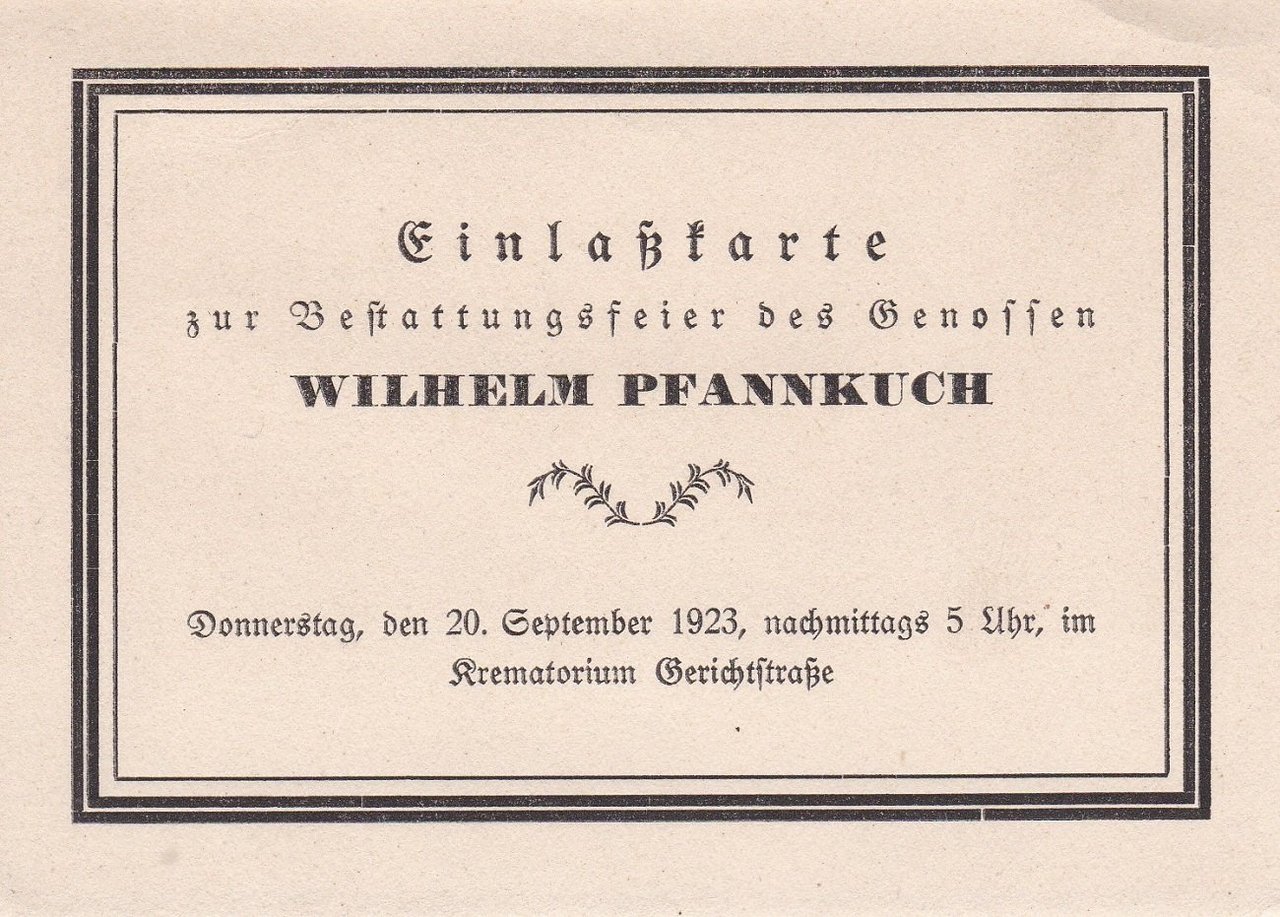 Einlaßkarte
zur Bestattungsfeier des Genossen
WILHELM PFANNKUCH
Donnerstag, den 20. September 1923, nachmittags 5 Uhr, im
Krematorium Gerichtstraße